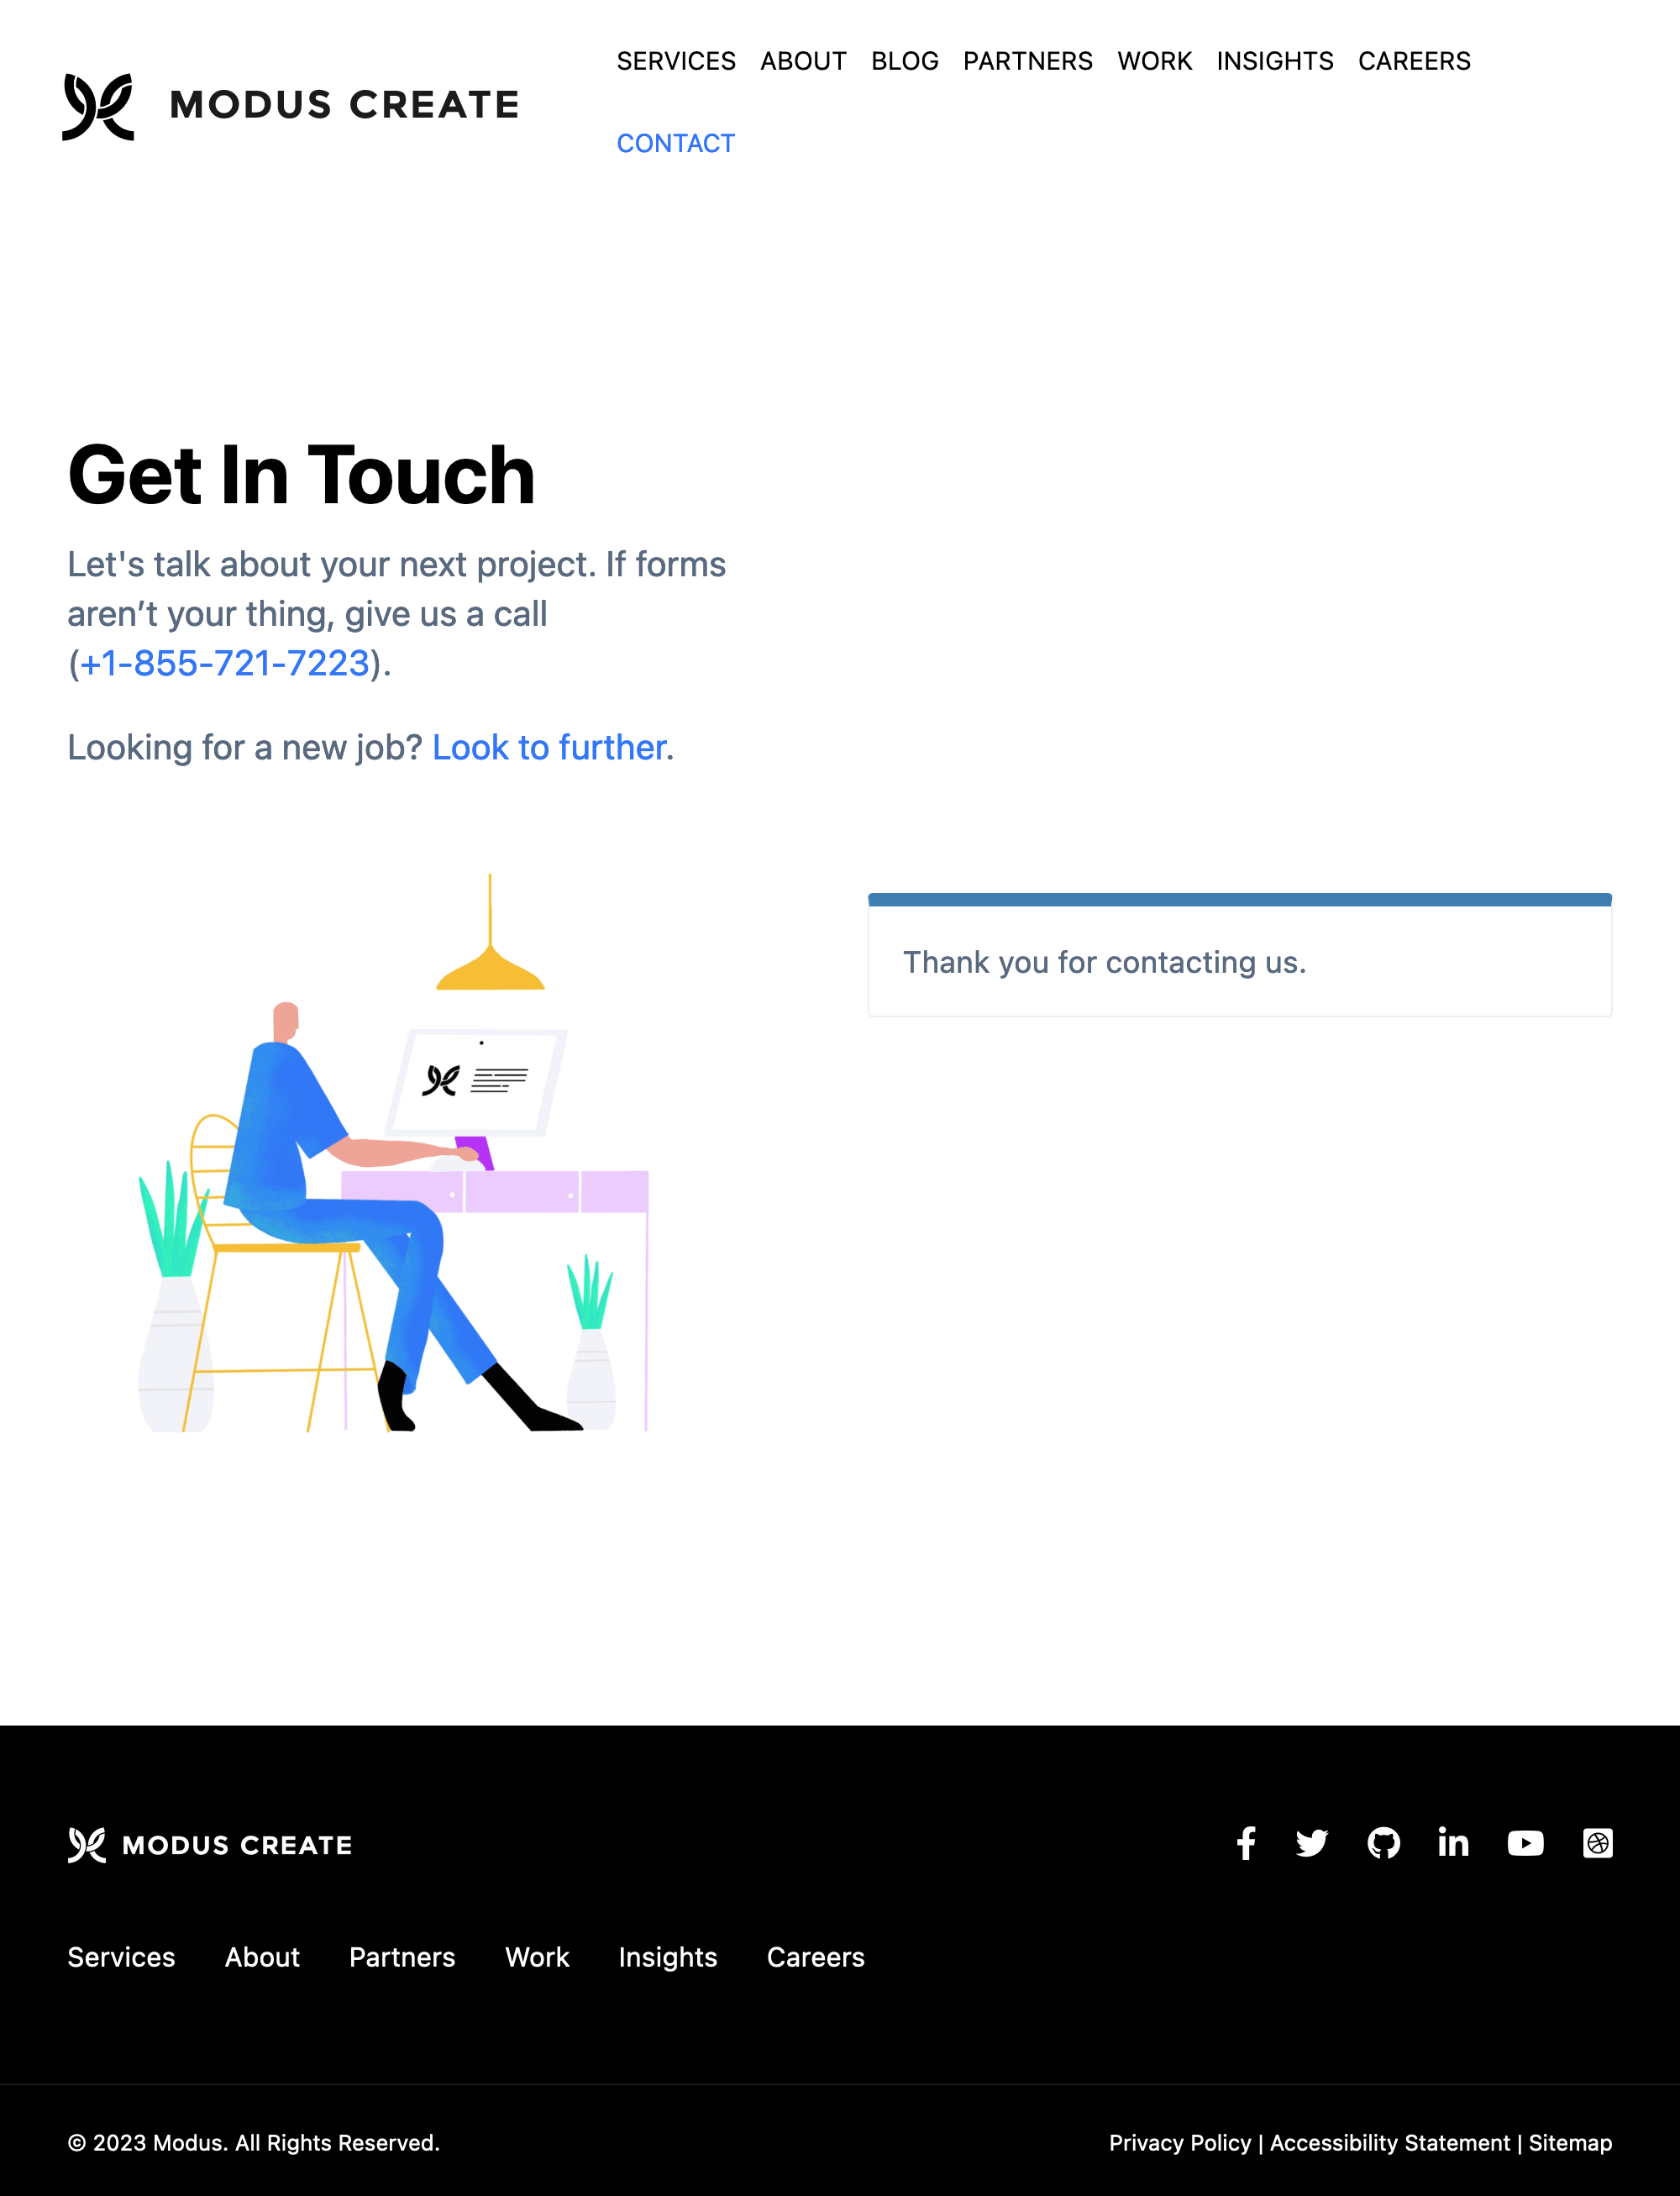 MODUS CREATE
SERVICES ABOUT BLOG PARTNERS WORK INSIGHTS CAREERS
CONTACT
Get In Touch
Let's talk about your next project. If forms
aren’t your thing, give us a call
(+1-855-721-7223).
Looking for a new job? Look to further.
Thank you for contacting us.
MODUS CREATE
Services About Partners Work Insights Careers
© 2023 Modus. All Rights Reserved.
Privacy Policy | Accessibility Statement | Sitemap